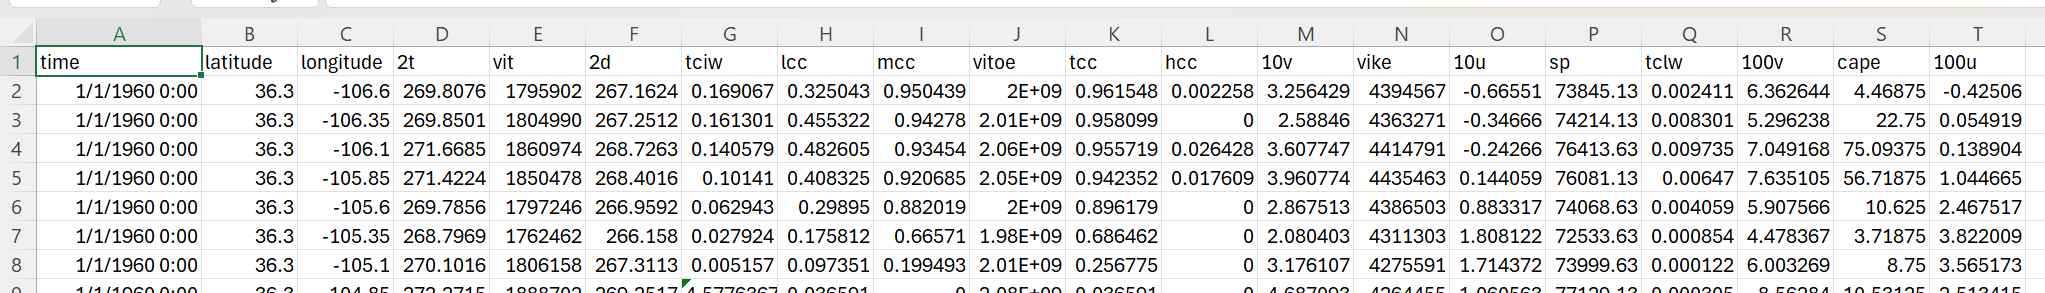 A B C D E F G H I J K L M N O P Q R S T
1 time latitude longitude 2t vit 2d tciw lcc mcc vitoe tcc hcc 10v vike 10u sp tclw 100v cape 100u
2 1/1/1960 0:00 36.3 -106.6 269.8076 1795902 267.1624 0.169067 0.325043 0.950439 2E+09 0.961548 0.002258 3.256429 4394567 -0.66551 73845.13 0.002411 6.362644 4.46875 -0.42506
3 1/1/1960 0:00 36.3 -106.35 269.8501 1804990 267.2512 0.161301 0.455322 0.94278 2.01E+09 0.958099 0 2.58846 4363271 -0.34666 74214.13 0.008301 5.296238 22.75 0.054919
4 1/1/1960 0:00 36.3 -106.1 271.6685 1860974 268.7263 0.140579 0.482605 0.93454 2.06E+09 0.955719 0.026428 3.607747 4414791 -0.24266 76413.63 0.009735 7.049168 75.09375 0.138904
5 1/1/1960 0:00 36.3 -105.85 271.4224 1850478 268.4016 0.10141 0.408325 0.920685 2.05E+09 0.942352 0.017609 3.960774 4435463 0.144059 76081.13 0.00647 7.635105 56.71875 1.044665
6 1/1/1960 0:00 36.3 -105.6 269.7856 1797246 266.9592 0.062943 0.29895 0.882019 2E+09 0.896179 0 2.867513 4386503 0.883317 74068.63 0.004059 5.907566 10.625 2.467517
7 1/1/1960 0:00 36.3 -105.35 268.7969 1762462 266.158 0.027924 0.175812 0.66571 1.98E+09 0.686462 0 2.080403 4311303 1.808122 72533.63 0.000854 4.478367 3.71875 3.822009
8 1/1/1960 0:00 36.3 -105.1 270.1016 1806158 267.3113 0.005157 0.097351 0.199493 2.01E+09 0.256775 0 3.176107 4275591 1.714372 73999.63 0.000122 6.003269 8.75 3.565173